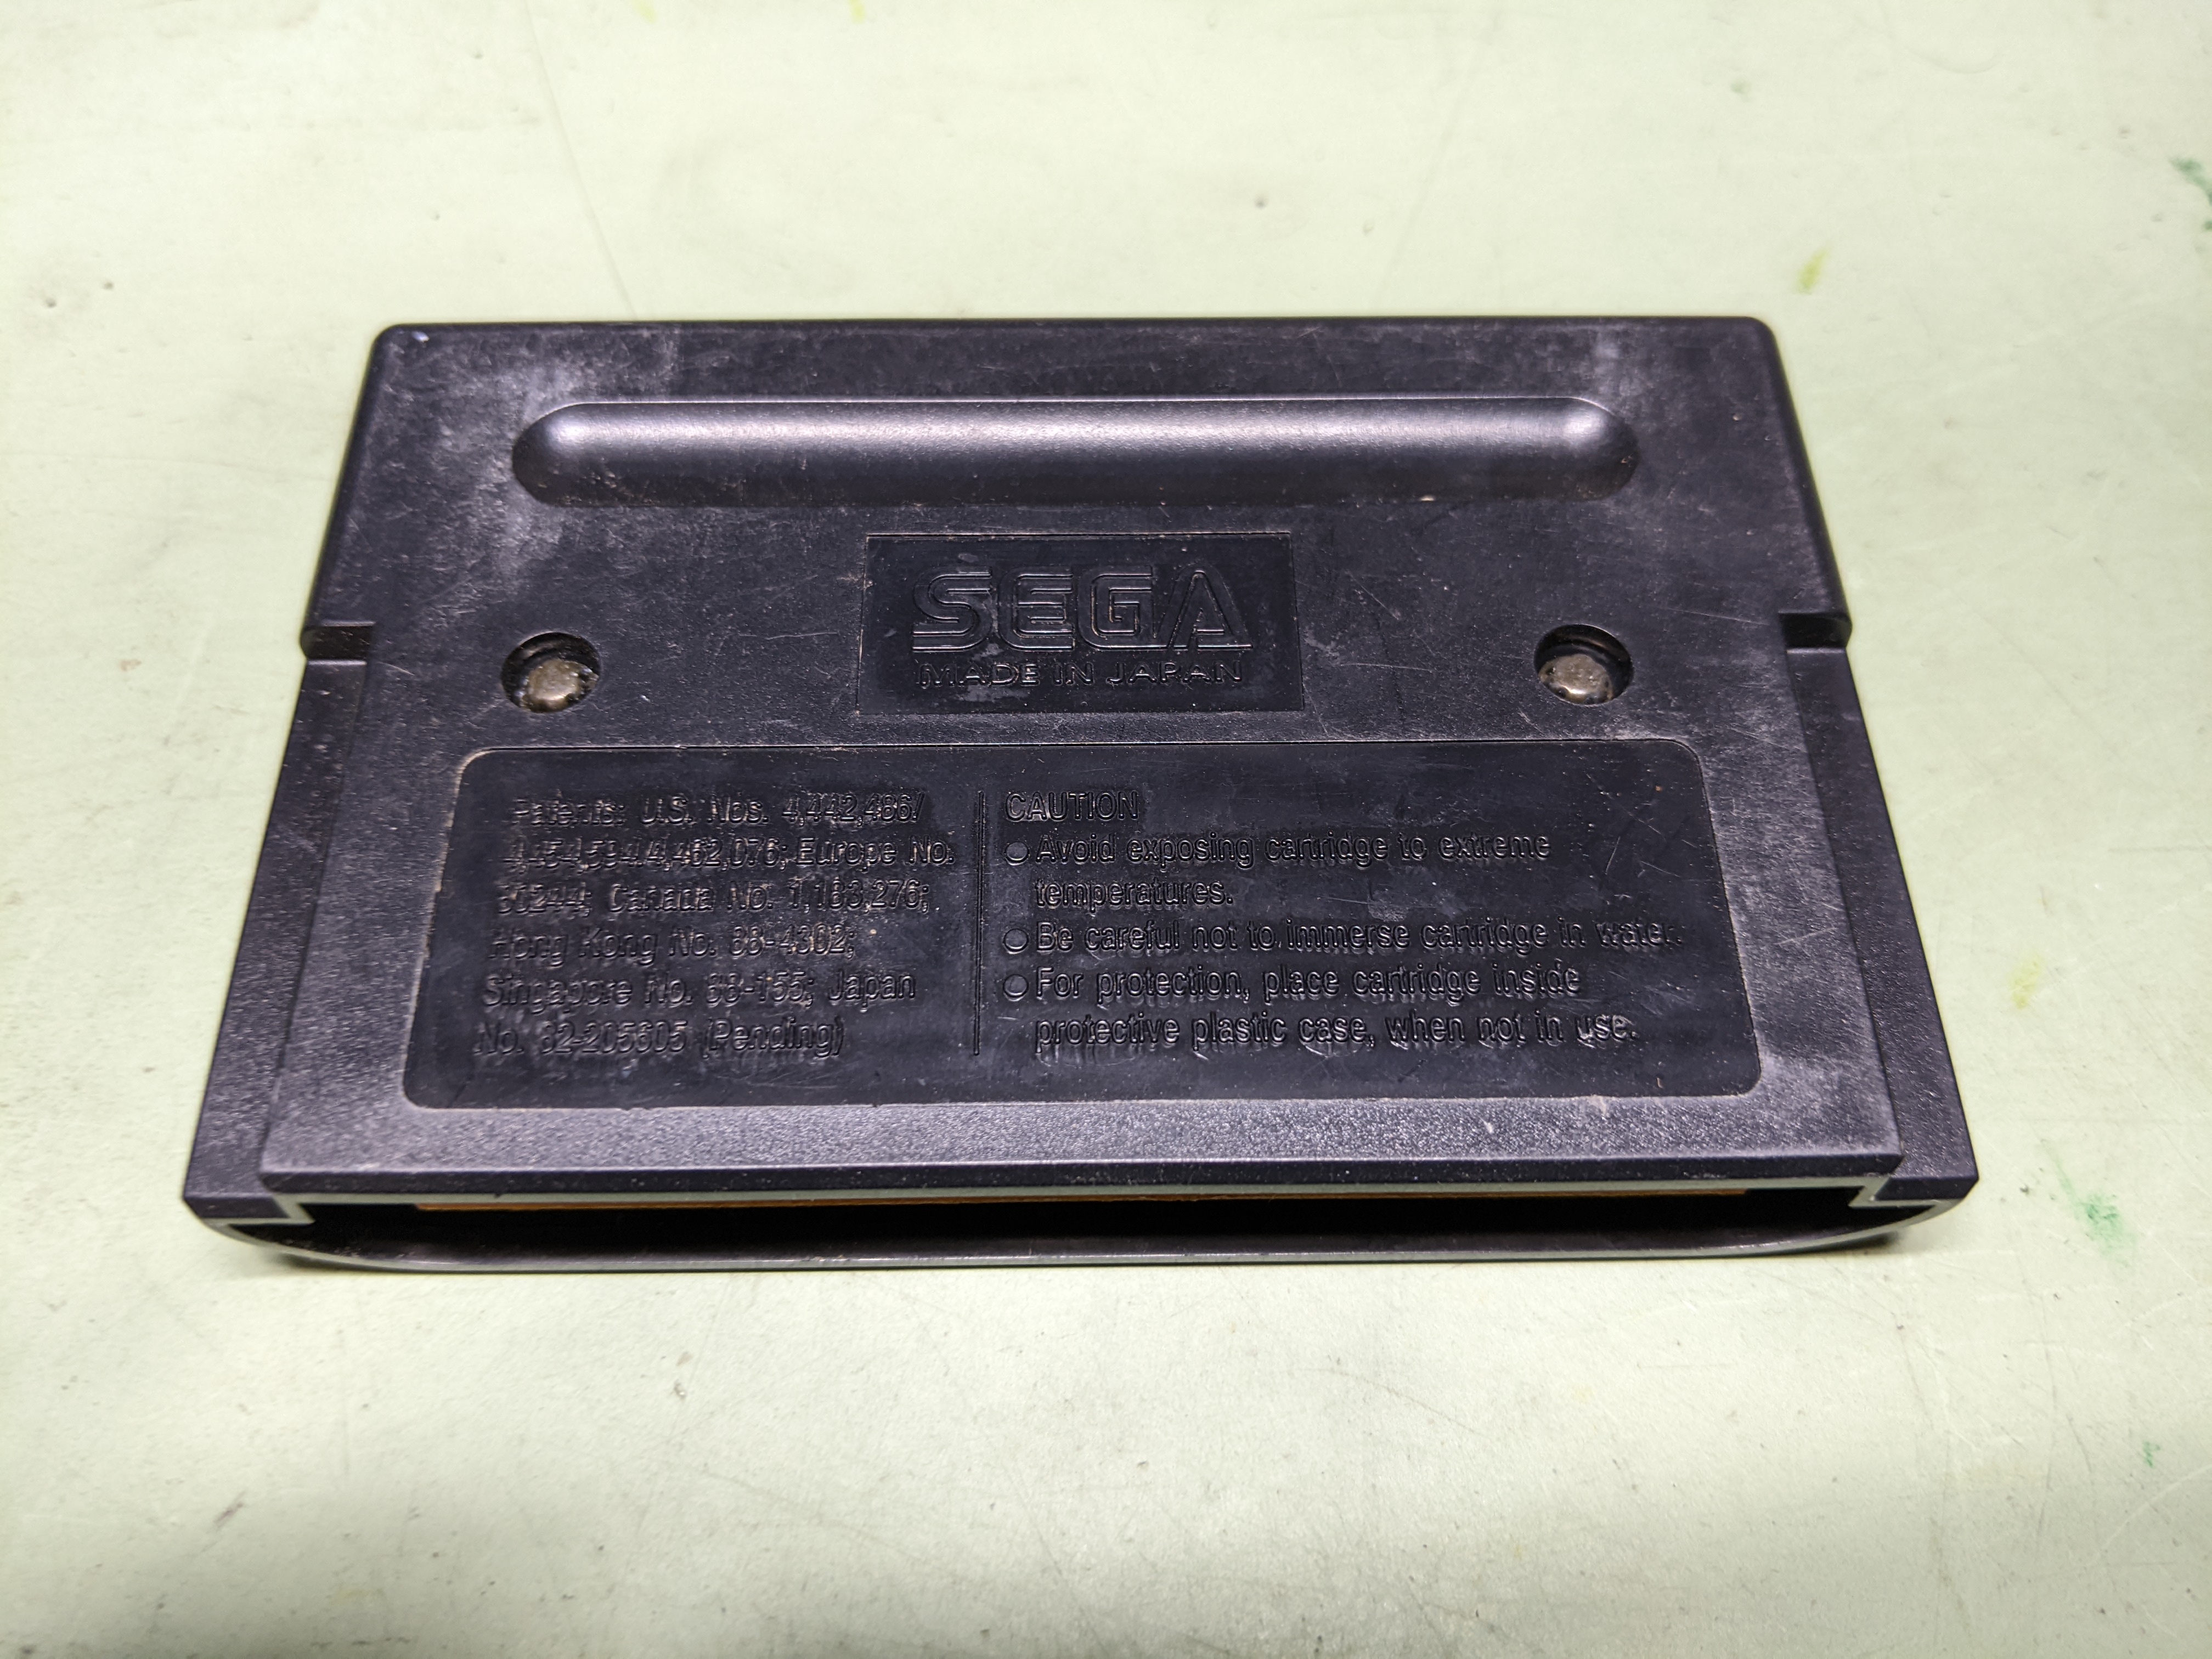 SEGA
MADE IN JAPAN
Patents: U.S. Nos. 4,442,486/
4,454,594/4,462,076; Europe No.
80244; Canada No. 1,183,276;
Hong Kong No. 88-4302;
Singapore No. 88-155; Japan
No. 82-205605 (Pending)
CAUTION
○ Avoid exposing cartridge to extreme
temperatures.
○ Be careful not to immerse cartridge in water.
○ For protection, place cartridge inside
protective plastic case, when not in use.